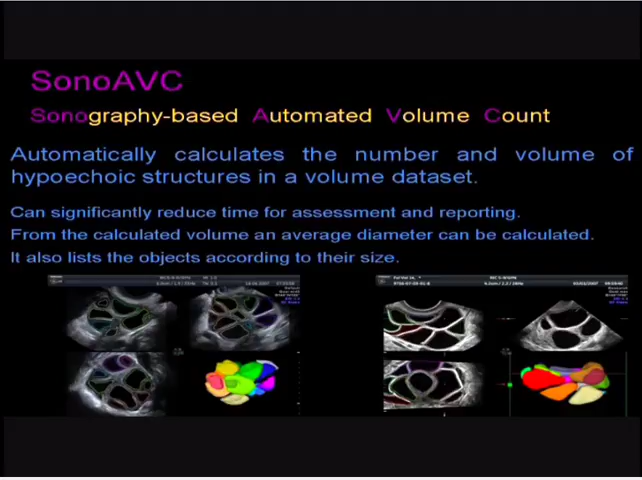 SonoAVC
Sonography-based Automated Volume Count
Automatically calculates the number and volume of
hypoechoic structures in a volume dataset.
Can significantly reduce time for assessment and reporting.
From the calculated volume an average diameter can be calculated.
It also lists the objects according to their size.